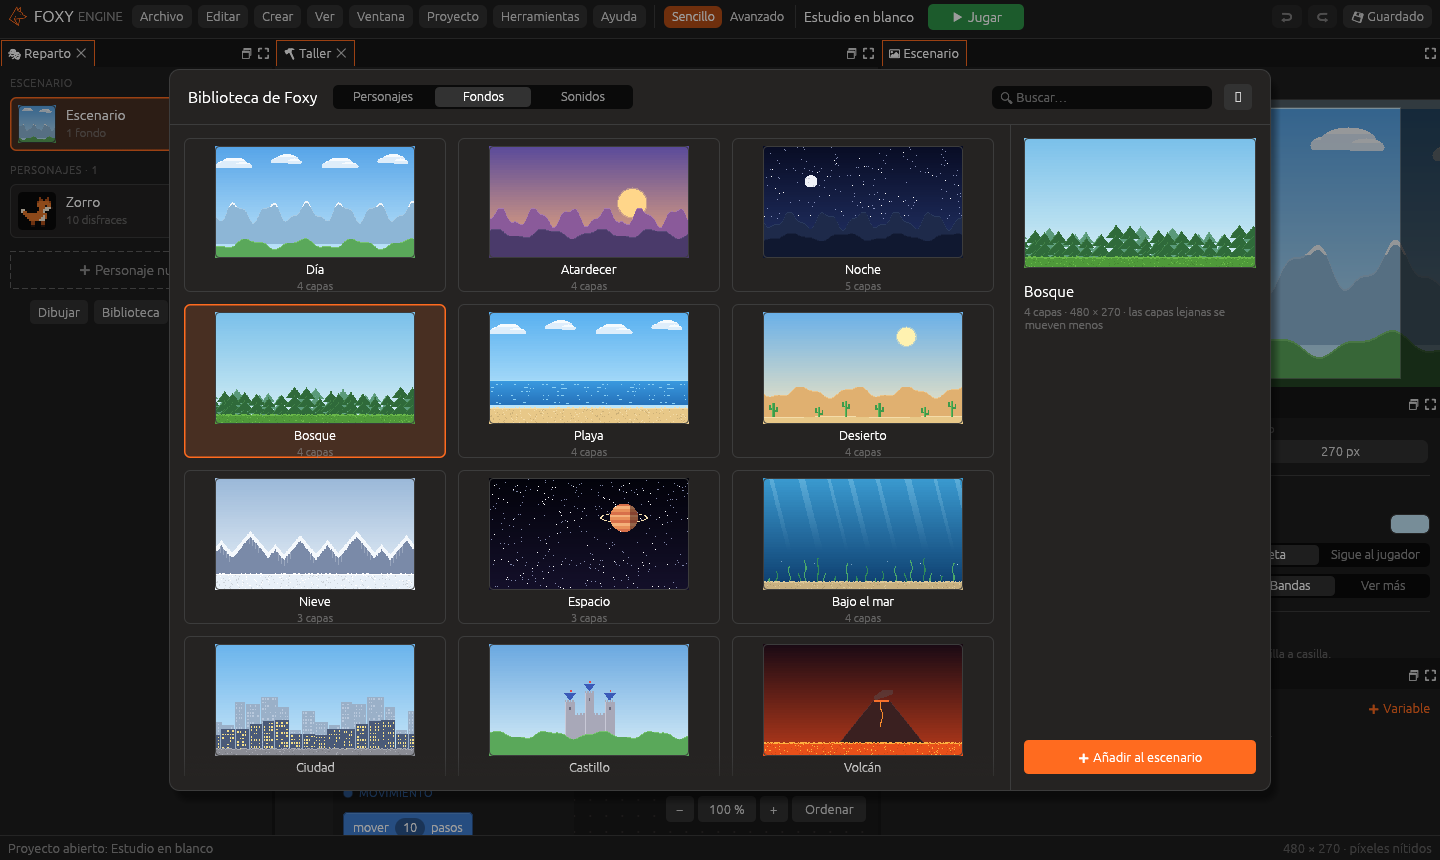 FOXY ENGINE
Archivo
Editar
Crear
Ver
Ventana
Proyecto
Herramientas
Ayuda
Sencillo
Avanzado
Estudio en blanco
Jugar
Guardado
Reparto
Taller
Escenario
ESCENARIO
Escenario
1 fondo
PERSONAJES · 1
Zorro
10 disfraces
+ Personaje nu
Dibujar
Biblioteca
Biblioteca de Foxy
Personajes
Fondos
Sonidos
Buscar...
Día
4 capas
Atardecer
4 capas
Noche
5 capas
Bosque
4 capas
Playa
4 capas
Desierto
4 capas
Nieve
3 capas
Espacio
3 capas
Bajo el mar
4 capas
Ciudad
Castillo
Volcán
Bosque
4 capas · 480 × 270 · las capas lejanas se
mueven menos
+ Añadir al escenario
270 px
eta
Sigue al jugador
Bandas
Ver más
illa a casilla.
+ Variable
MOVIMIENTO
mover 10 pasos
−
100 %
+
Ordenar
Proyecto abierto: Estudio en blanco
480 × 270 · píxeles nítidos